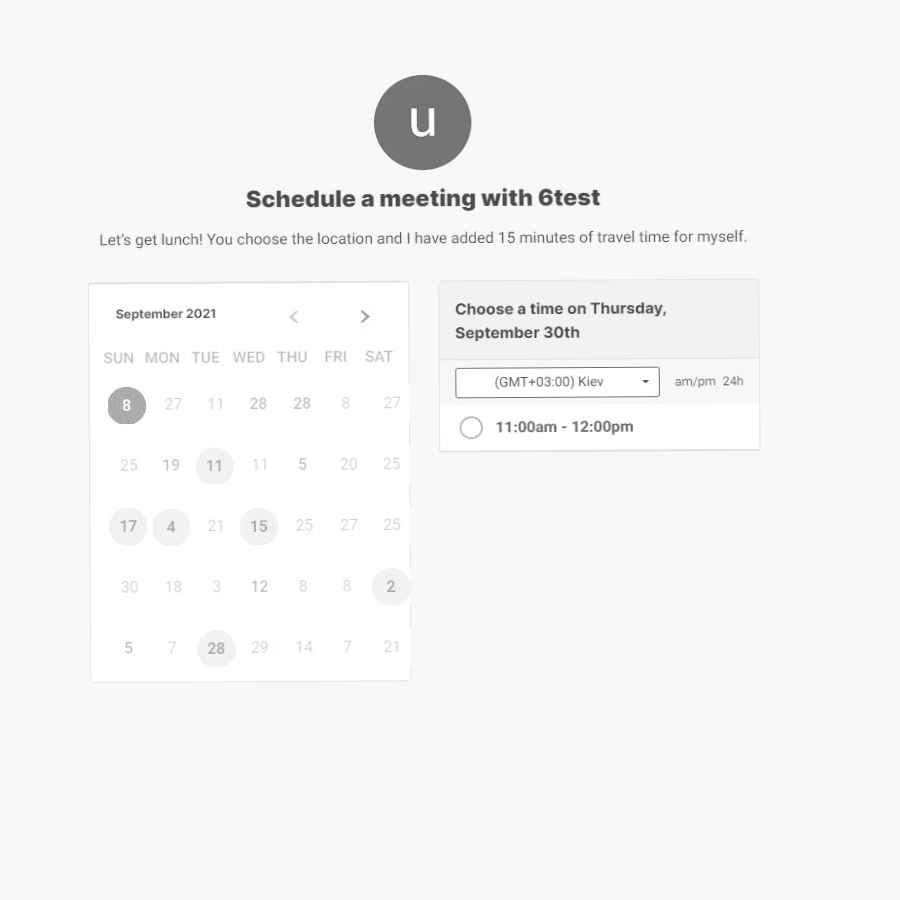 u
Schedule a meeting with 6test
Let's get lunch! You choose the location and I have added 15 minutes of travel time for myself.
September 2021 < >
SUN MON TUE WED THU FRI SAT
8 27 11 28 28 8 27
25 19 11 11 5 20 25
17 4 21 15 25 27 25
30 18 3 12 8 8 2
5 7 28 29 14 7 21
Choose a time on Thursday,
September 30th
(GMT+03:00) Kiev am/pm 24h
11:00am - 12:00pm